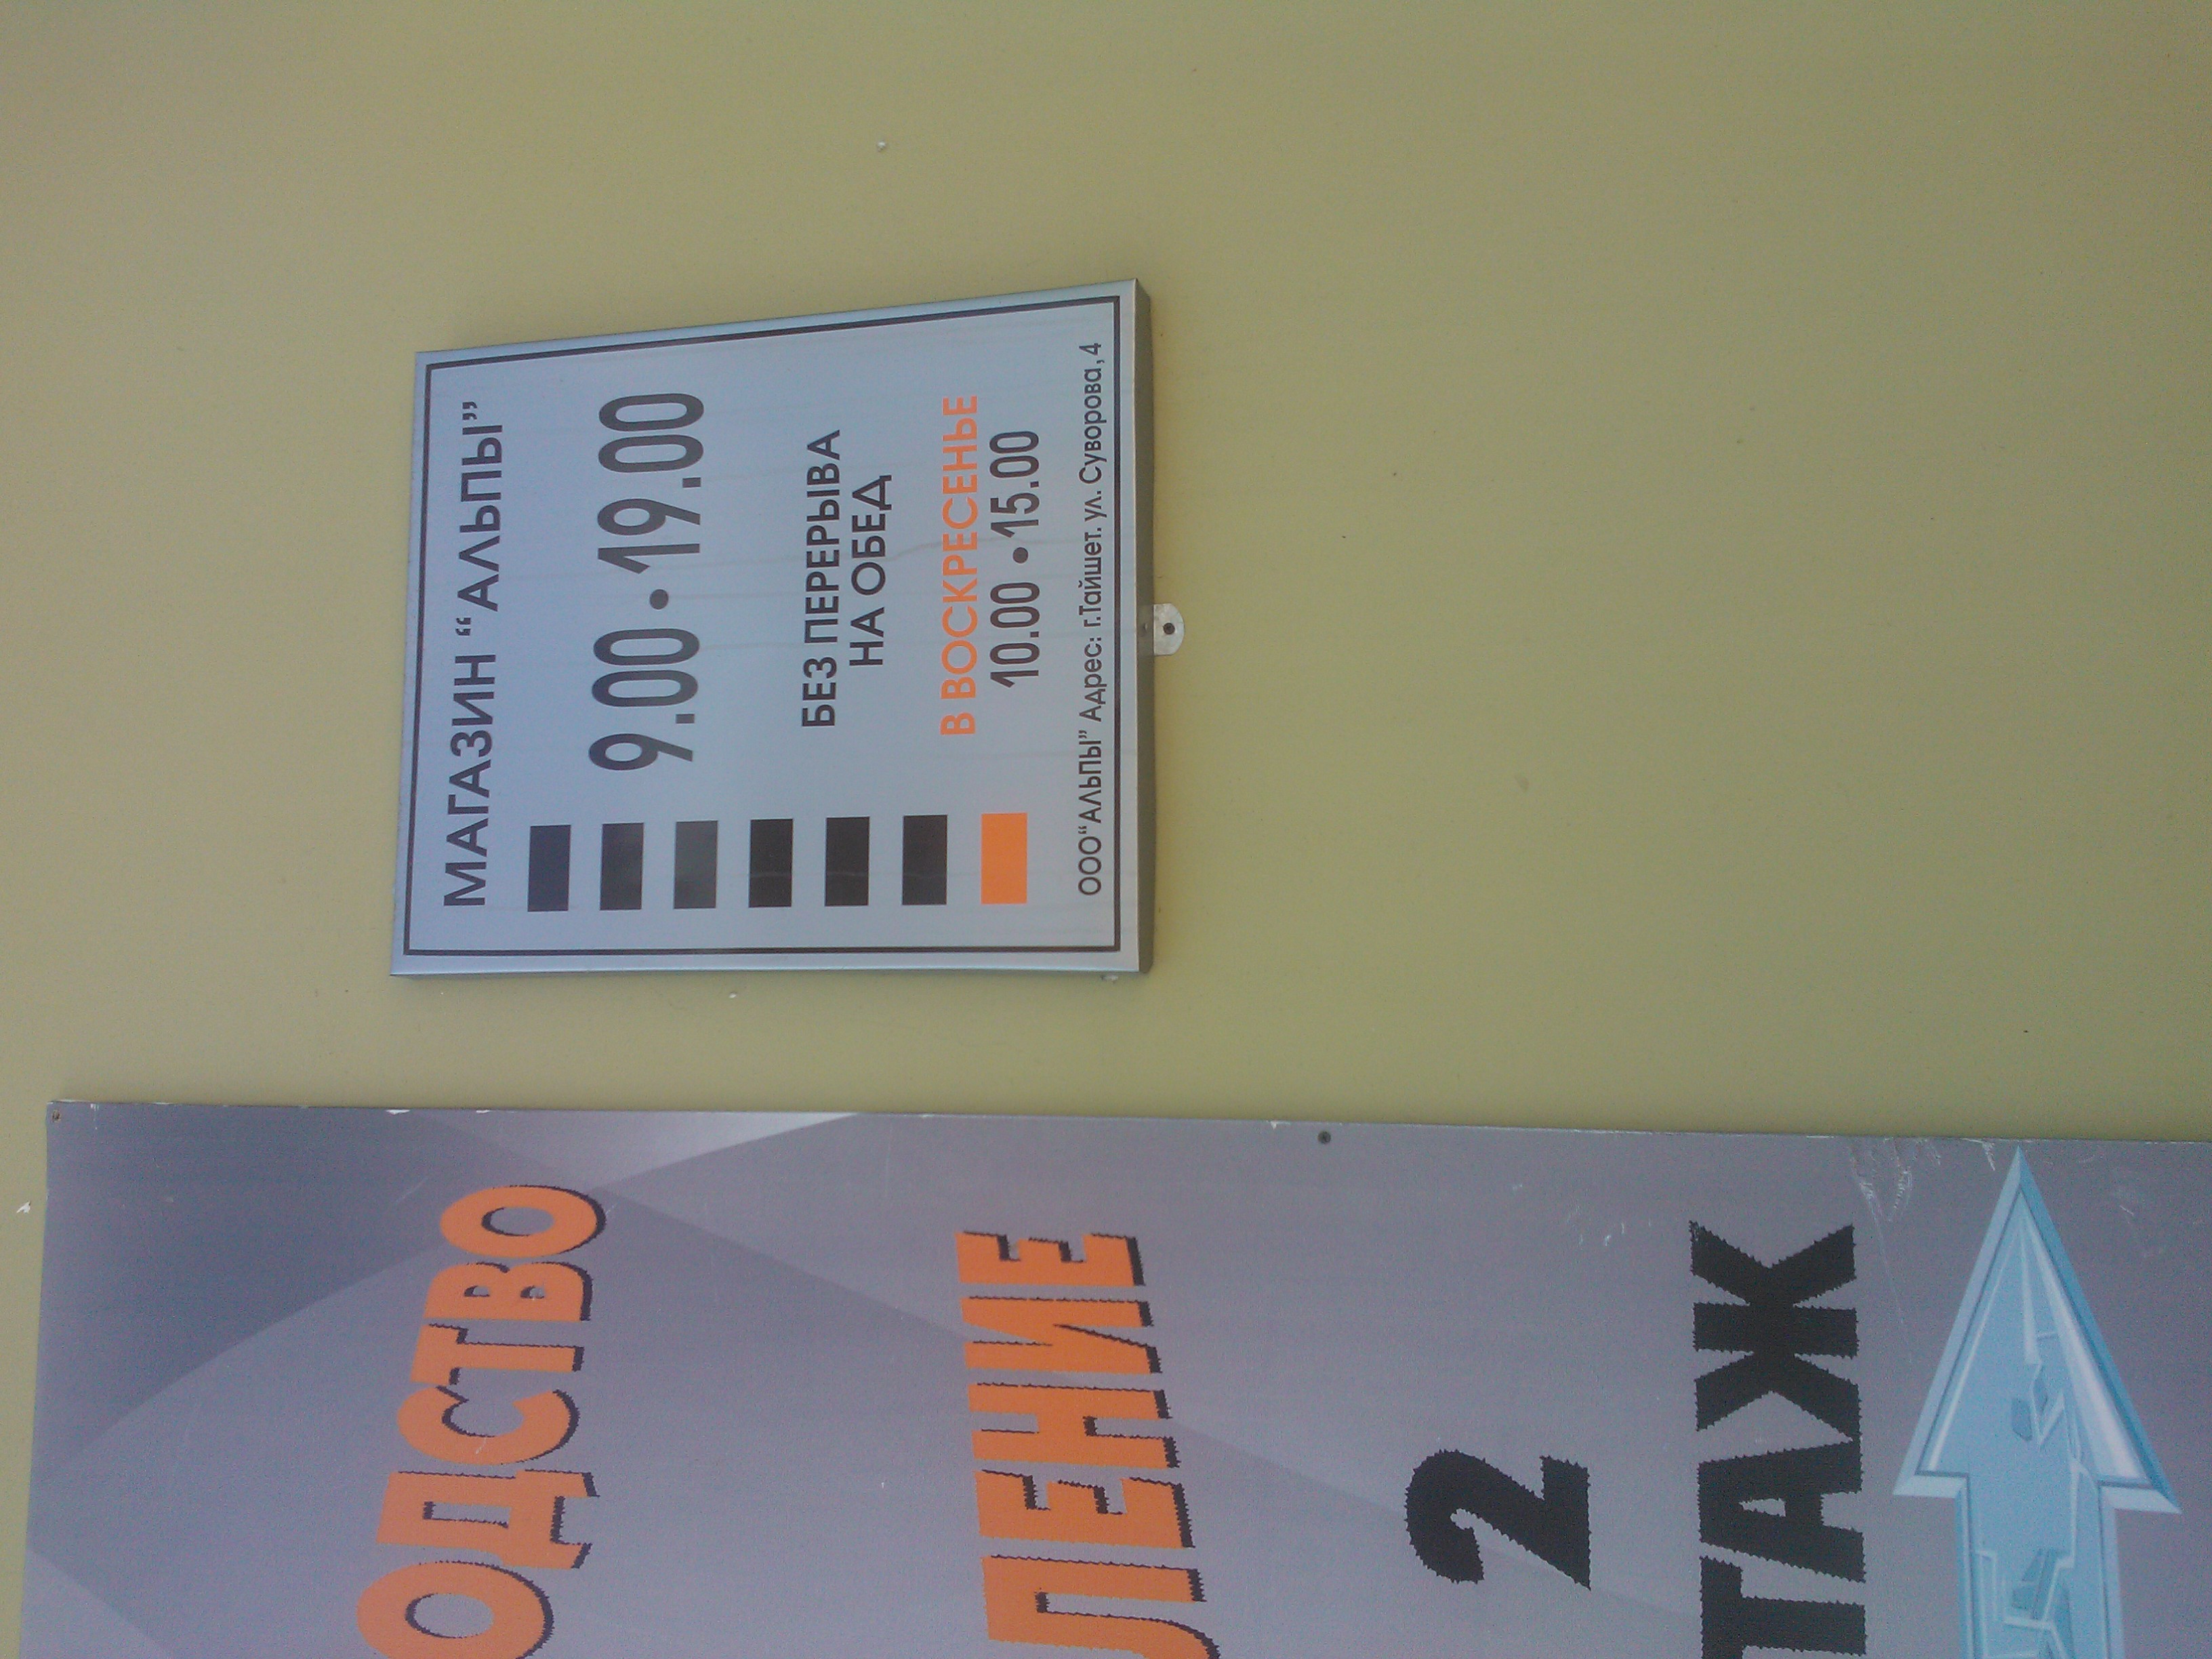 ОДСТВО
ЛЕНИЕ
2
ТАЖ
МАГАЗИН “АЛЬПЫ”
9.00 • 19.00
БЕЗ ПЕРЕРЫВА
НА ОБЕД
В ВОСКРЕСЕНЬЕ
10.00 • 15.00
ООО“АЛЬПЫ” Адрес: г.Тайшет. ул. Суворова, 4